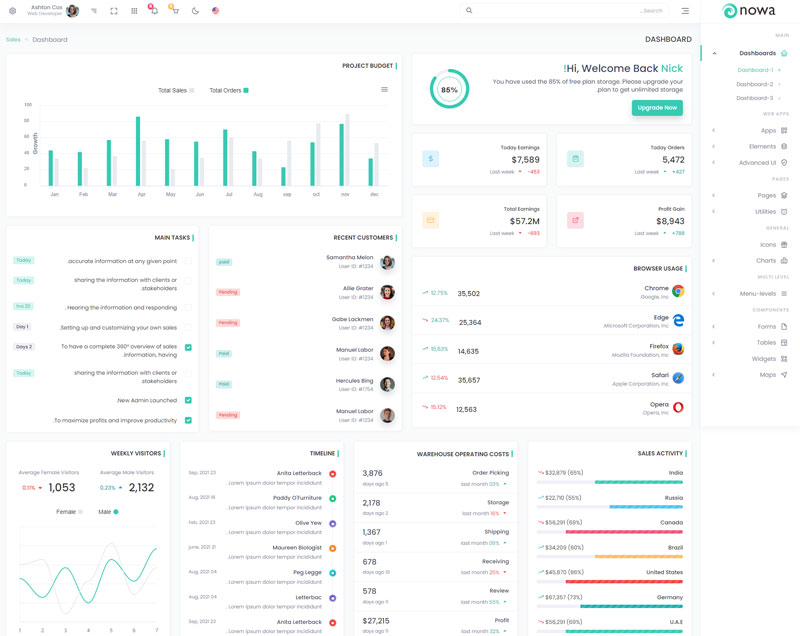 Ashton Cox
Web Developer
Search...
nowa
Sales
Dashboard
DASHBOARD
PROJECT BUDGET
Total Sales
Total Orders
Growth
100
80
60
40
20
0
Jan
Feb
Mar
Apr
May
Jun
Jul
Aug
sep
oct
nov
dec
!Hi, Welcome Back Nick
You have used the 85% of free plan storage. Please upgrade your
.plan to get unlimited storage
85%
Upgrade Now
Today Earnings
$7,589
Last week
-453
Today Orders
5,472
Last week
+427
Total Earnings
$57.2M
Last week
-693
Profit Gain
$8,943
Last week
+788
MAIN TASKS
Today
.accurate information at any given point
Today
sharing the information with clients or
.stakeholders
.Hearing the information and responding
Day 1
.Setting up and customizing your own sales
Days 2
To have a complete 360° overview of sales
.information, having
Today
sharing the information with clients or
.stakeholders
.New Admin Launched
.To maximize profits and improve productivity
RECENT CUSTOMERS
Samantha Melon
User ID: #1234
paid
Allie Grater
User ID: #1234
Pending
Gabe Lackmen
User ID: #1234
Pending
Manuel Labor
User ID: #1234
Paid
Hercules Bing
User ID: #1754
Paid
Manuel Labor
User ID: #1234
Pending
BROWSER USAGE
12.75%
35,502
Chrome
Google, Inc
24.37%
25,364
Edge
Microsoft Corporation, Inc
15.63%
14,635
Firefox
Mozilla Foundation, Inc
12.54%
35,657
Safari
Apple Corporation, Inc
15.12%
12,563
Opera
Opera, Inc
WEEKLY VISITORS
Average Female Visitors
0.11%
1,053
Average Male Visitors
0.23%
2,132
Female
Male
1
2
3
4
5
6
7
TIMELINE
Sep, 2021 23
Anita Letterback
.Lorem ipsum dolor tempor incididunt
Aug, 2021 16
Paddy O'Furniture
.Lorem ipsum dolor tempor incididunt
Feb, 2021 23
Olive Yew
.Lorem ipsum dolor tempor incididunt
june, 2021 21
Maureen Biologist
.Lorem ipsum dolor tempor incididunt
Aug, 2021 04
Peg Legge
.Lorem ipsum dolor tempor incididunt
Aug, 2021 04
Letterbac
.Lorem ipsum dolor tempor incididunt
Sep, 2021 23
Anita Letterback
.Lorem ipsum dolor tempor incididunt
WAREHOUSE OPERATING COSTS
3,876
days ago 5
Order Picking
last month 03%
2,178
days ago 2
Storage
last month 16%
1,367
days ago 1
Shipping
last month 09%
678
days ago 10
Receiving
last month 25%
578
days ago 11
Review
last month 55%
$27,215
days ago 11
Profit
last month 32%
SALES ACTIVITY
$32,879 (65%)
India
$22,710 (55%)
Russia
$56,291 (69%)
Canada
$34,209 (60%)
Brazil
$45,870 (86%)
United States
$67,357 (73%)
Germany
$56,291 (69%)
U.A.E
MAIN
Dashboards
Dashboard-1
Dashboard-2
Dashboard-3
WEB APPS
Apps
Elements
Advanced UI
PAGES
Pages
Utilities
GENERAL
Icons
Charts
MULTI LEVEL
Menu-levels
COMPONENTS
Forms
Tables
Widgets
Maps